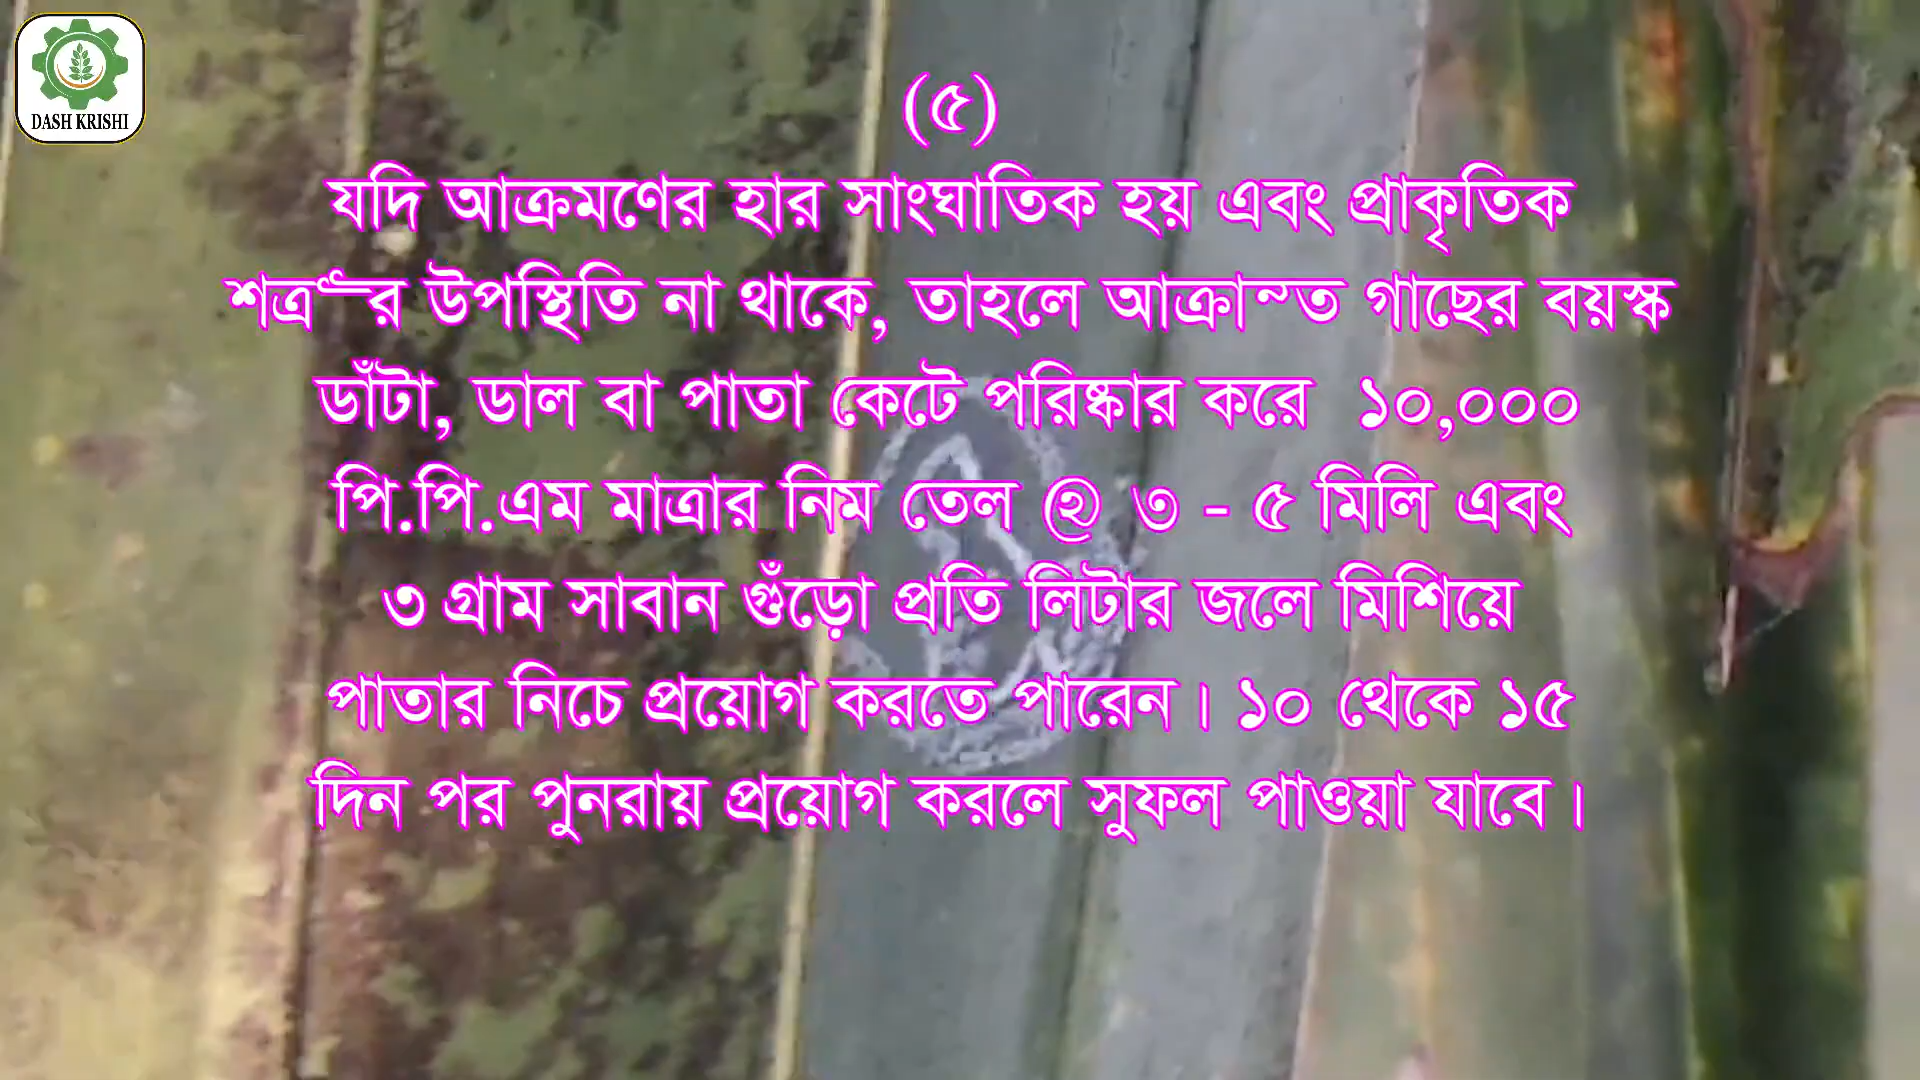 DASH KRISHI
(৫)
যদি আক্রমণের হার সাংঘাতিক হয় এবং প্রাকৃতিক
শত্রুর উপস্থিতি না থাকে, তাহলে আক্রান্ত গাছের বয়স্ক
ডাঁটা, ডাল বা পাতা কেটে পরিষ্কার করে ১০,০০০
পি.পি.এম মাত্রার নিম তেল @ ৩ - ৫ মিলি এবং
৩ গ্রাম সাবান গুঁড়ো প্রতি লিটার জলে মিশিয়ে
পাতার নিচে প্রয়োগ করতে পারেন। ১০ থেকে ১৫
দিন পর পুনরায় প্রয়োগ করলে সুফল পাওয়া যাবে।